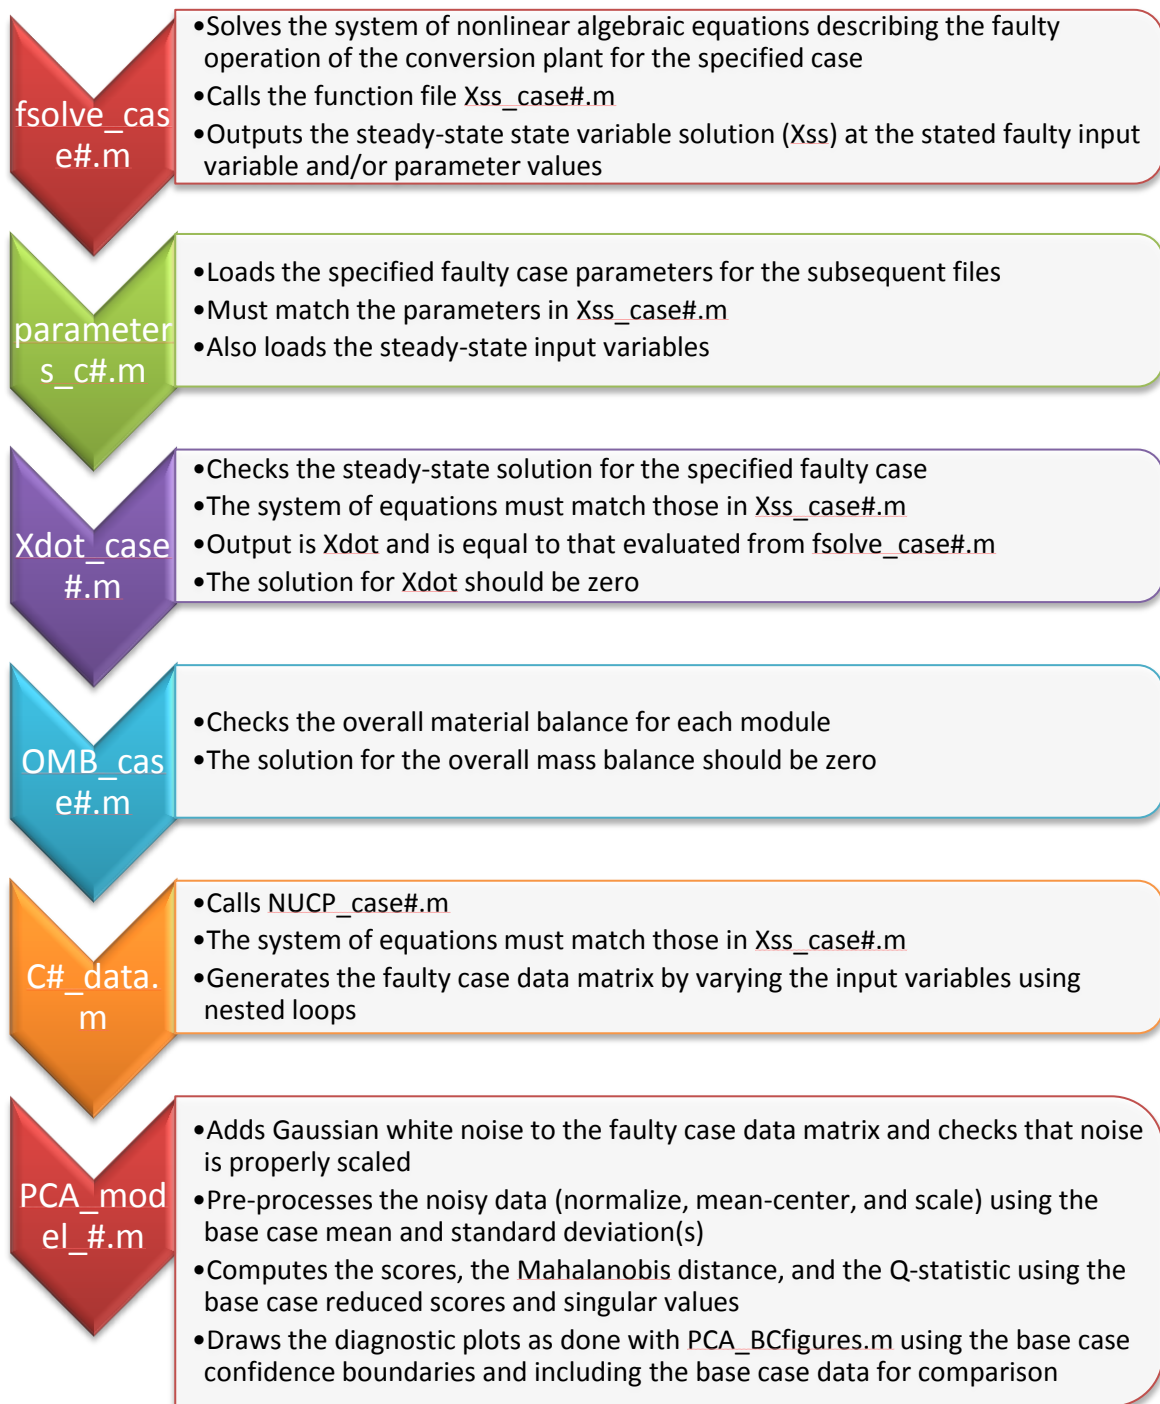 fsolve_cas
e#.m
•Solves the system of nonlinear algebraic equations describing the faulty
operation of the conversion plant for the specified case
•Calls the function file Xss_case#.m
•Outputs the steady-state state variable solution (Xss) at the stated faulty input
variable and/or parameter values
parameter
s_c#.m
•Loads the specified faulty case parameters for the subsequent files
•Must match the parameters in Xss_case#.m
•Also loads the steady-state input variables
Xdot_case
#.m
•Checks the steady-state solution for the specified faulty case
•The system of equations must match those in Xss_case#.m
•Output is Xdot and is equal to that evaluated from fsolve_case#.m
•The solution for Xdot should be zero
OMB_cas
e#.m
•Checks the overall material balance for each module
•The solution for the overall mass balance should be zero
C#_data.
m
•Calls NUCP_case#.m
•The system of equations must match those in Xss_case#.m
•Generates the faulty case data matrix by varying the input variables using
nested loops
PCA_mod
el_#.m
•Adds Gaussian white noise to the faulty case data matrix and checks that noise
is properly scaled
•Pre-processes the noisy data (normalize, mean-center, and scale) using the
base case mean and standard deviation(s)
•Computes the scores, the Mahalanobis distance, and the Q-statistic using the
base case reduced scores and singular values
•Draws the diagnostic plots as done with PCA_BCfigures.m using the base case
confidence boundaries and including the base case data for comparison